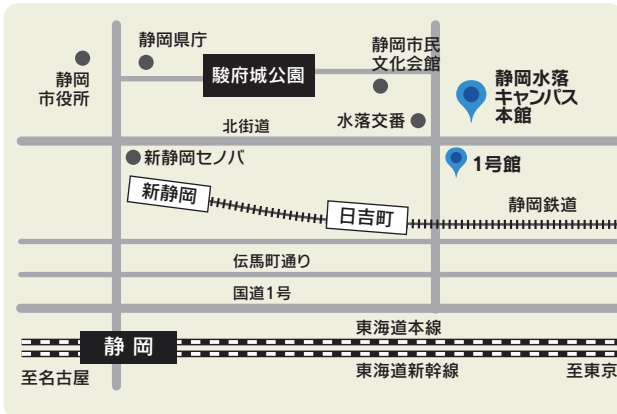 静岡県庁
静岡
市役所
駿府城公園
静岡市民
文化会館
静岡水落
キャンパス
本館
水落交番
北街道
新静岡セノバ
1号館
新静岡
日吉町
静岡鉄道
伝馬町通り
国道1号
東海道本線
静岡
東海道新幹線
至名古屋
至東京